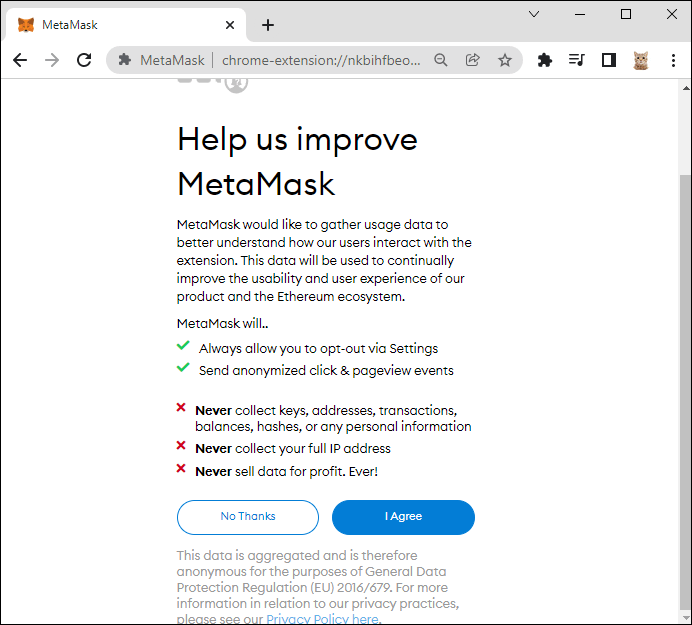 MetaMask
MetaMask | chrome-extension://nkbihfbeo...
Help us improve
MetaMask
MetaMask would like to gather usage data to
better understand how our users interact with the
extension. This data will be used to continually
improve the usability and user experience of our
product and the Ethereum ecosystem.
MetaMask will..
Always allow you to opt-out via Settings
Send anonymized click & pageview events
Never collect keys, addresses, transactions,
balances, hashes, or any personal information
Never collect your full IP address
Never sell data for profit. Ever!
No Thanks
I Agree
This data is aggregated and is therefore
anonymous for the purposes of General Data
Protection Regulation (EU) 2016/679. For more
information in relation to our privacy practices,
please see our Privacy Policy here.